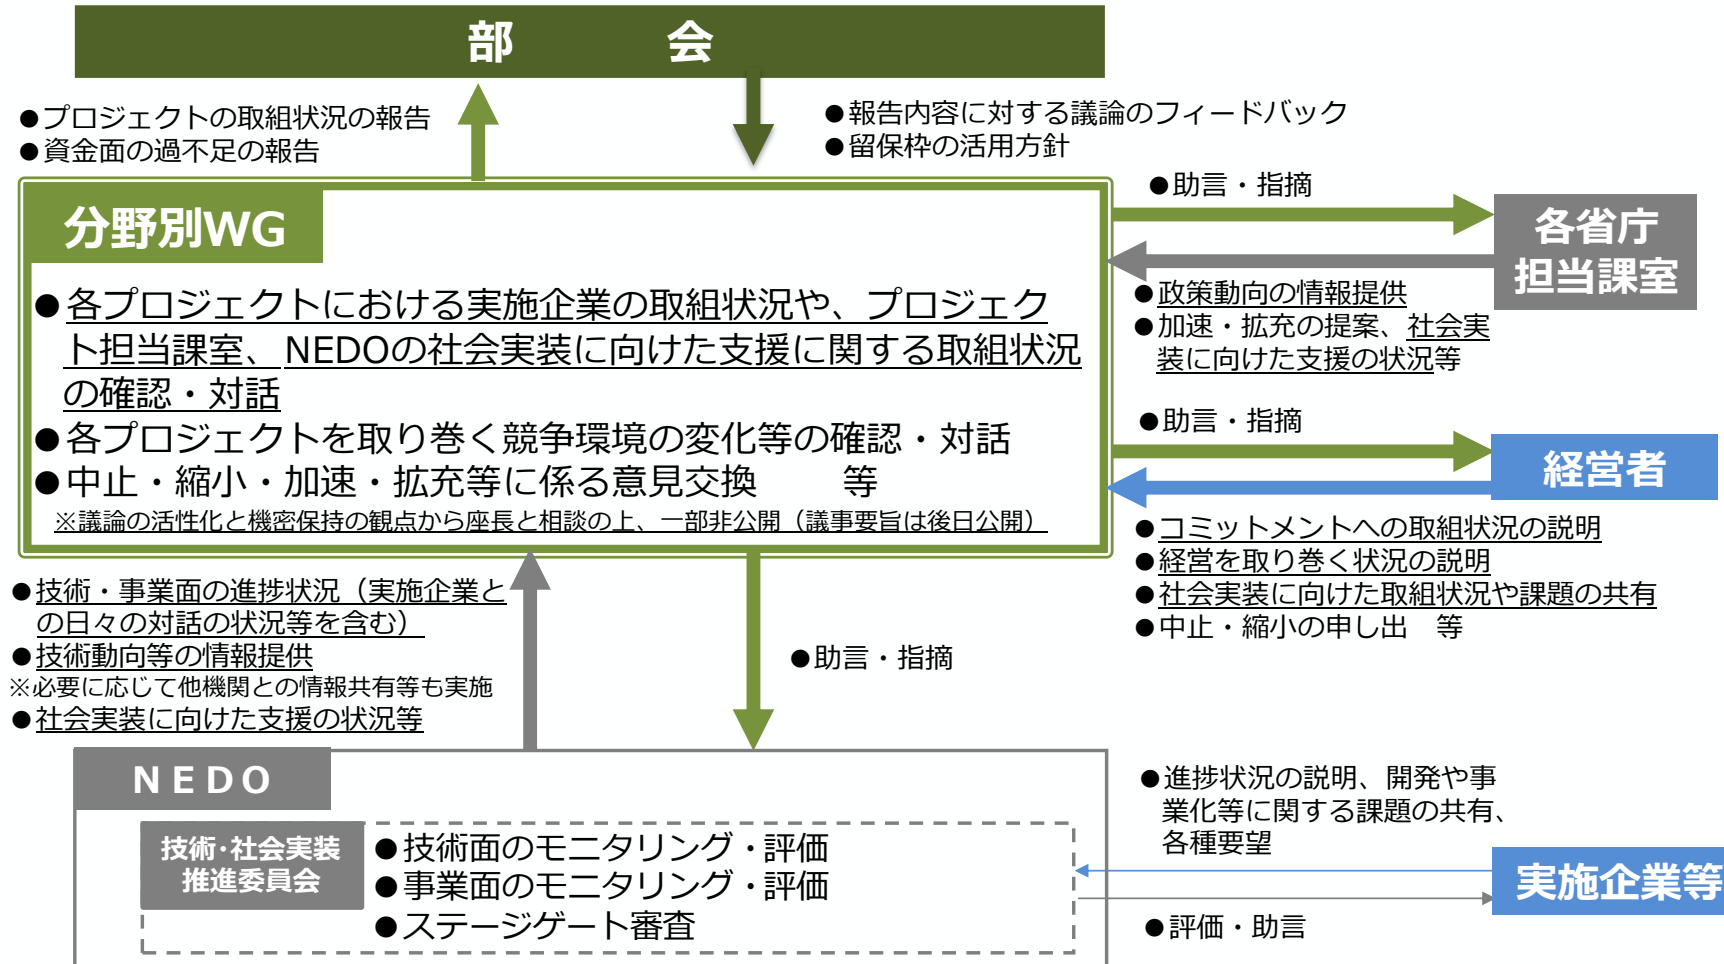 部　会
●プロジェクトの取組状況の報告
●資金面の過不足の報告
●報告内容に対する議論のフィードバック
●留保枠の活用方針
分野別WG
●各プロジェクトにおける実施企業の取組状況や、プロジェク
ト担当課室、NEDOの社会実装に向けた支援に関する取組状況
の確認・対話
●各プロジェクトを取り巻く競争環境の変化等の確認・対話
●中止・縮小・加速・拡充等に係る意見交換　　等
※議論の活性化と機密保持の観点から座長と相談の上、一部非公開（議事要旨は後日公開）
●助言・指摘
各省庁
担当課室
●政策動向の情報提供
●加速・拡充の提案、社会実
装に向けた支援の状況等
●助言・指摘
経営者
●コミットメントへの取組状況の説明
●経営を取り巻く状況の説明
●社会実装に向けた取組状況や課題の共有
●中止・縮小の申し出　等
●技術・事業面の進捗状況（実施企業と
の日々の対話の状況等を含む）
●技術動向等の情報提供
※必要に応じて他機関との情報共有等も実施
●社会実装に向けた支援の状況等
●助言・指摘
ＮＥＤＯ
技術・社会実装
推進委員会
●技術面のモニタリング・評価
●事業面のモニタリング・評価
●ステージゲート審査
●進捗状況の説明、開発や事
業化等に関する課題の共有、
各種要望
実施企業等
●評価・助言